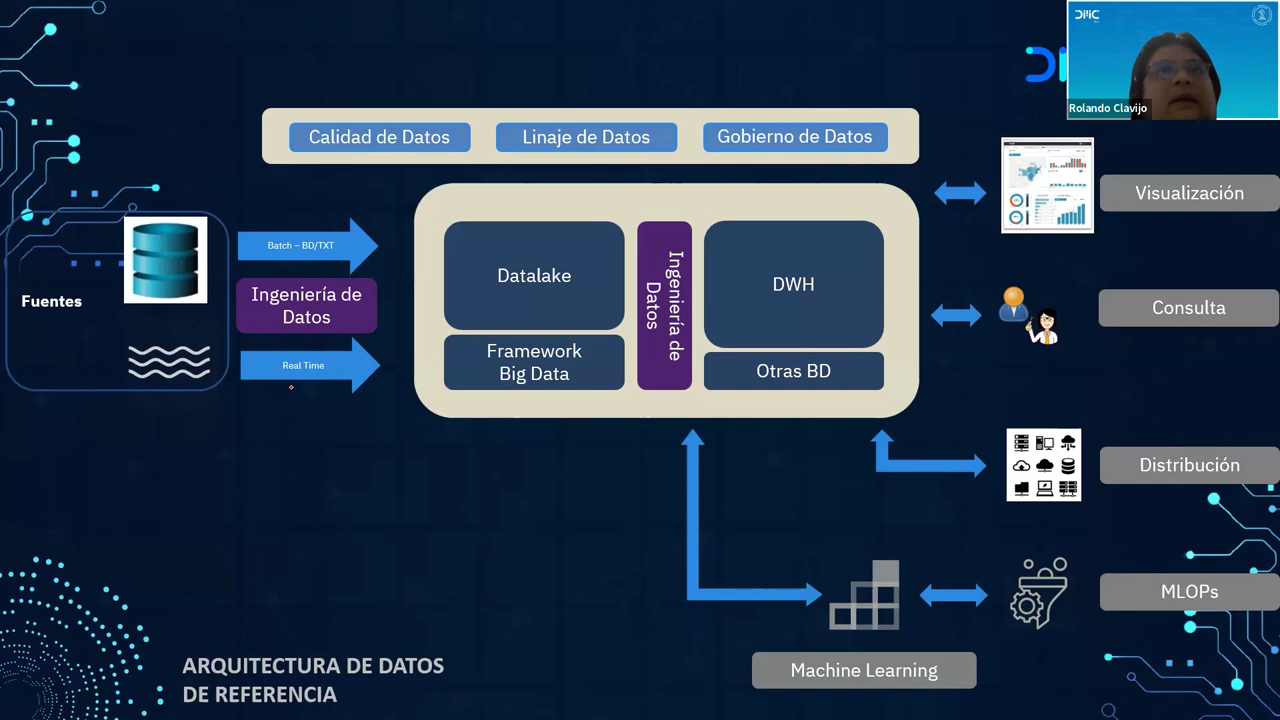 DMC
Rolando Clavijo
Calidad de Datos
Linaje de Datos
Gobierno de Datos
Visualización
Batch – BD/TXT
Fuentes
Ingeniería de
Datos
Real Time
Datalake
Framework
Big Data
Ingeniería de
Datos
DWH
Otras BD
Consulta
Distribución
MLOPs
Machine Learning
ARQUITECTURA DE DATOS
DE REFERENCIA